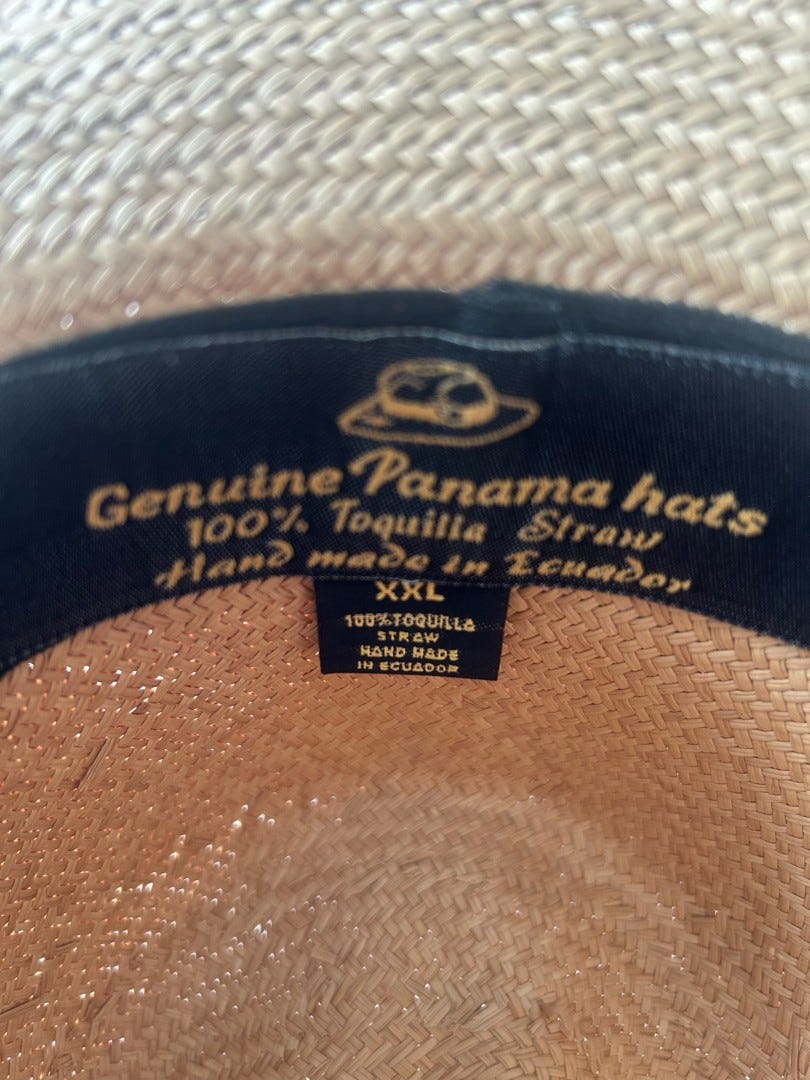 Genuine Panama hats
100% Toquilla Straw
Hand made in Ecuador
XXL
100% TOQUILLA
STRAW
HAND MADE
IN ECUADOR